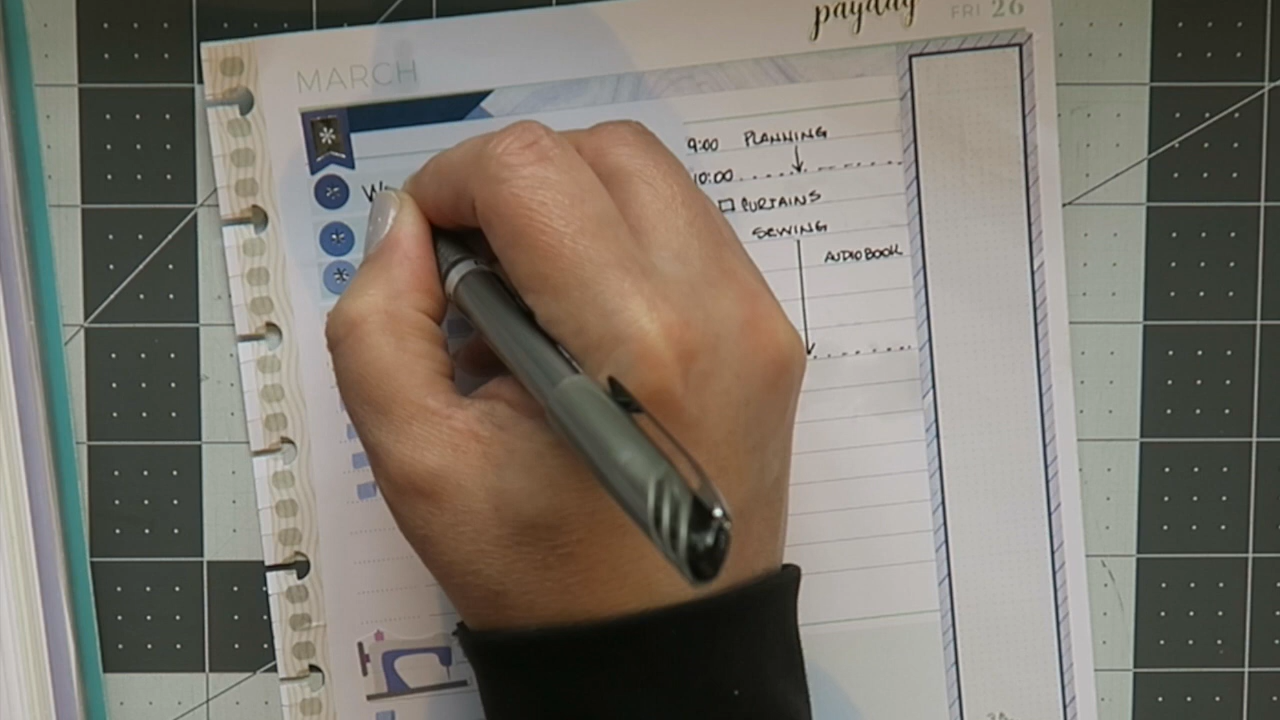 payday
FRI 26
MARCH
9:00 PLANNING
10:00
CURTAINS
SEWING
AUDIOBOOK